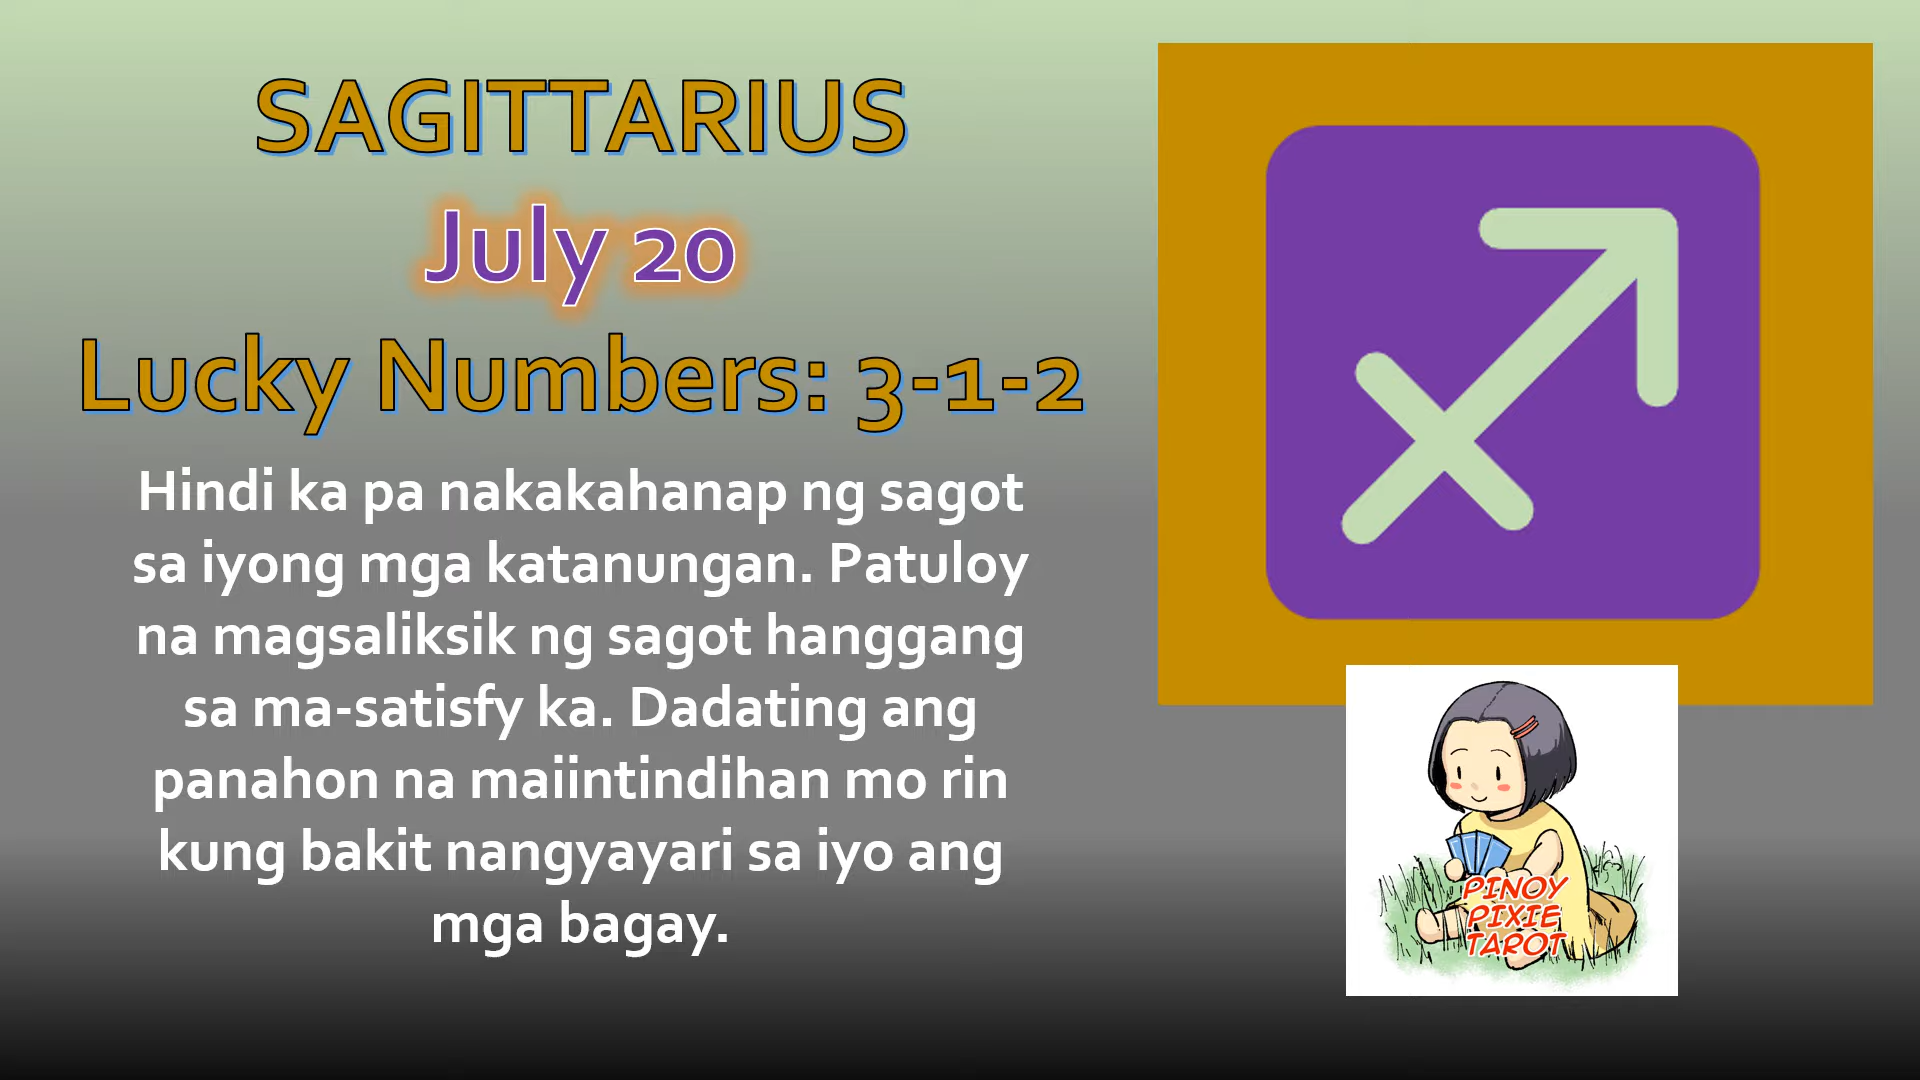 SAGITTARIUS
July 20
Lucky Numbers: 3-1-2
Hindi ka pa nakakahanap ng sagot
sa iyong mga katanungan. Patuloy
na magsaliksik ng sagot hanggang
sa ma-satisfy ka. Dadating ang
panahon na maiintindihan mo rin
kung bakit nangyayari sa iyo ang
mga bagay.
PINOY
PIXIE
TAROT